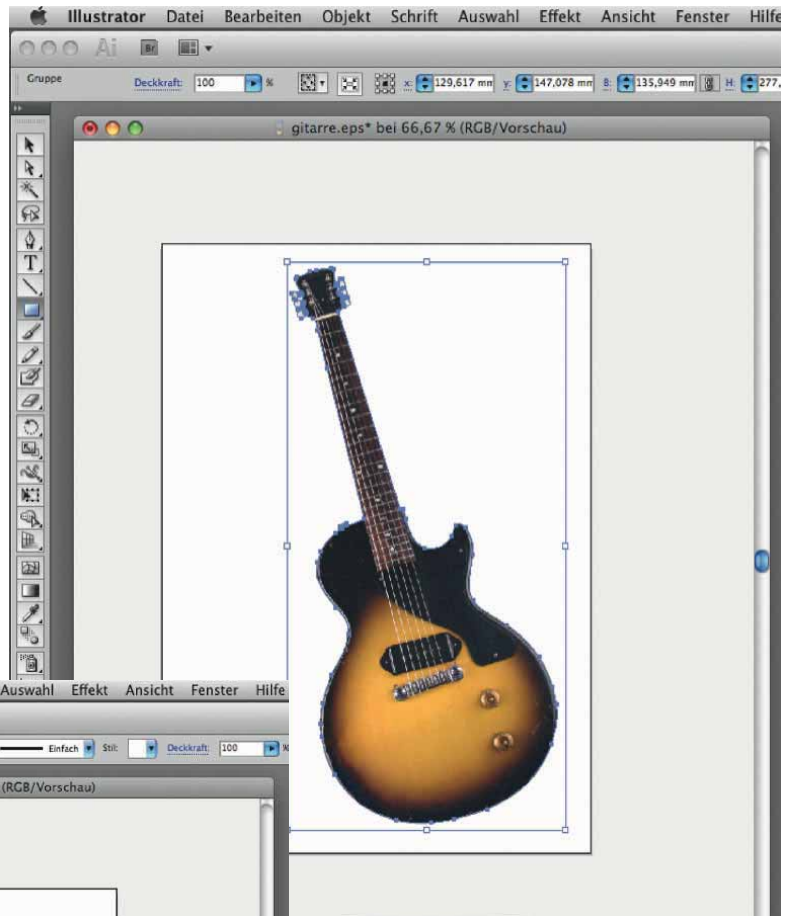 Illustrator Datei Bearbeiten Objekt Schrift Auswahl Effekt Ansicht Fenster Hilfe
Ai Br
Gruppe Deckkraft: 100 % x: 129,617 mm y: 147,078 mm B: 135,949 mm H: 277,
gitarre.eps* bei 66,67 % (RGB/Vorschau)
T
Auswahl Effekt Ansicht Fenster Hilfe
Einfach Stil: Deckkraft: 100 %
(RGB/Vorschau)